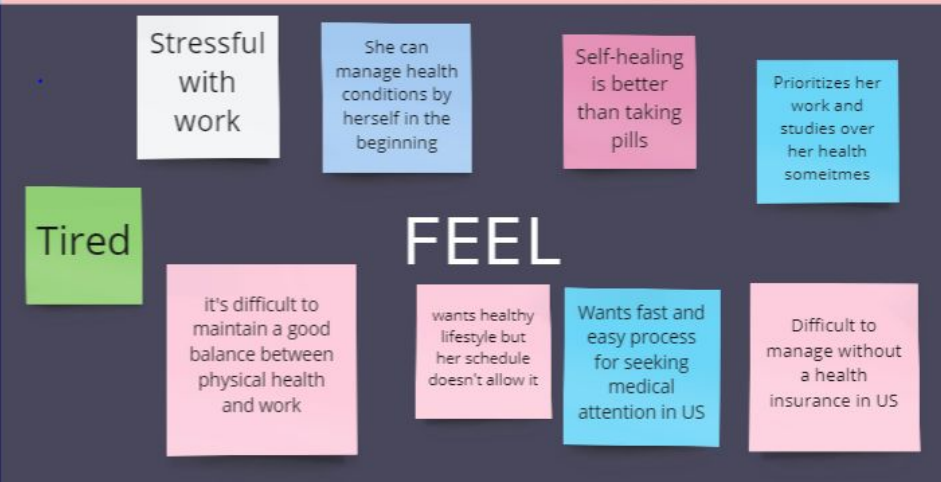 Stressful
with
work
She can
manage health
conditions by
herself in the
beginning
Self-healing
is better
than taking
pills
Prioritizes her
work and
studies over
her health
someitmes
Tired
FEEL
it's difficult to
maintain a good
balance between
physical health
and work
wants healthy
lifestyle but
her schedule
doesn't allow it
Wants fast and
easy process
for seeking
medical
attention in US
Difficult to
manage without
a health
insurance in US